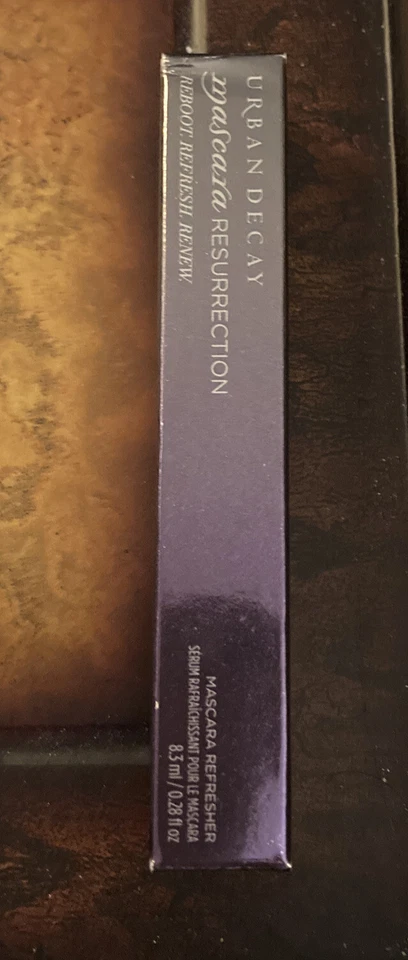 URBAN DECAY
mascara RESURRECTION
REBOOT. REFRESH. RENEW.
MASCARA REFRESHER
SÉRUM RAFRAÎCHISSANT POUR LE MASCARA
8.3 ml / 0.28 fl oz